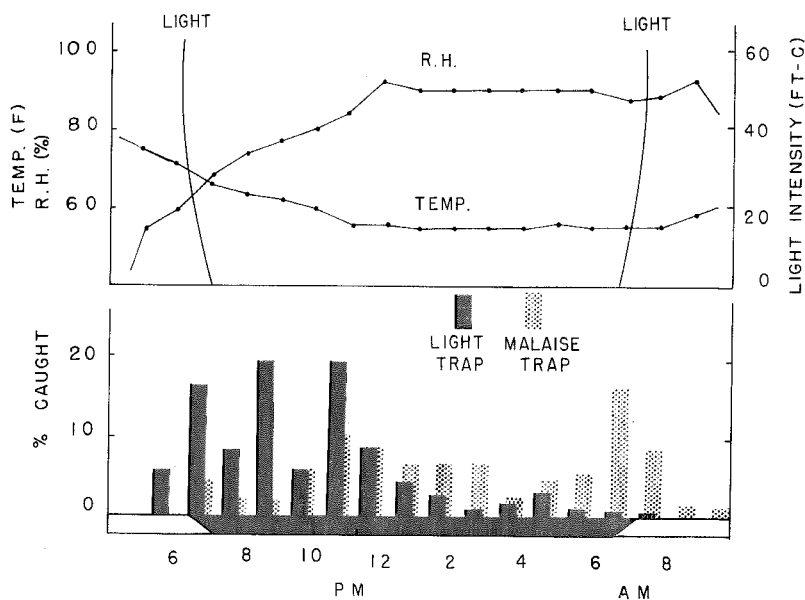 LIGHT
LIGHT
100
80
60
TEMP. (F)
R.H. (%)
R.H.
TEMP.
60
40
20
0
LIGHT INTENSITY (FT-C)
LIGHT TRAP
MALAISE TRAP
% CAUGHT
20
10
0
6 8 10 12 2 4 6 8
PM AM